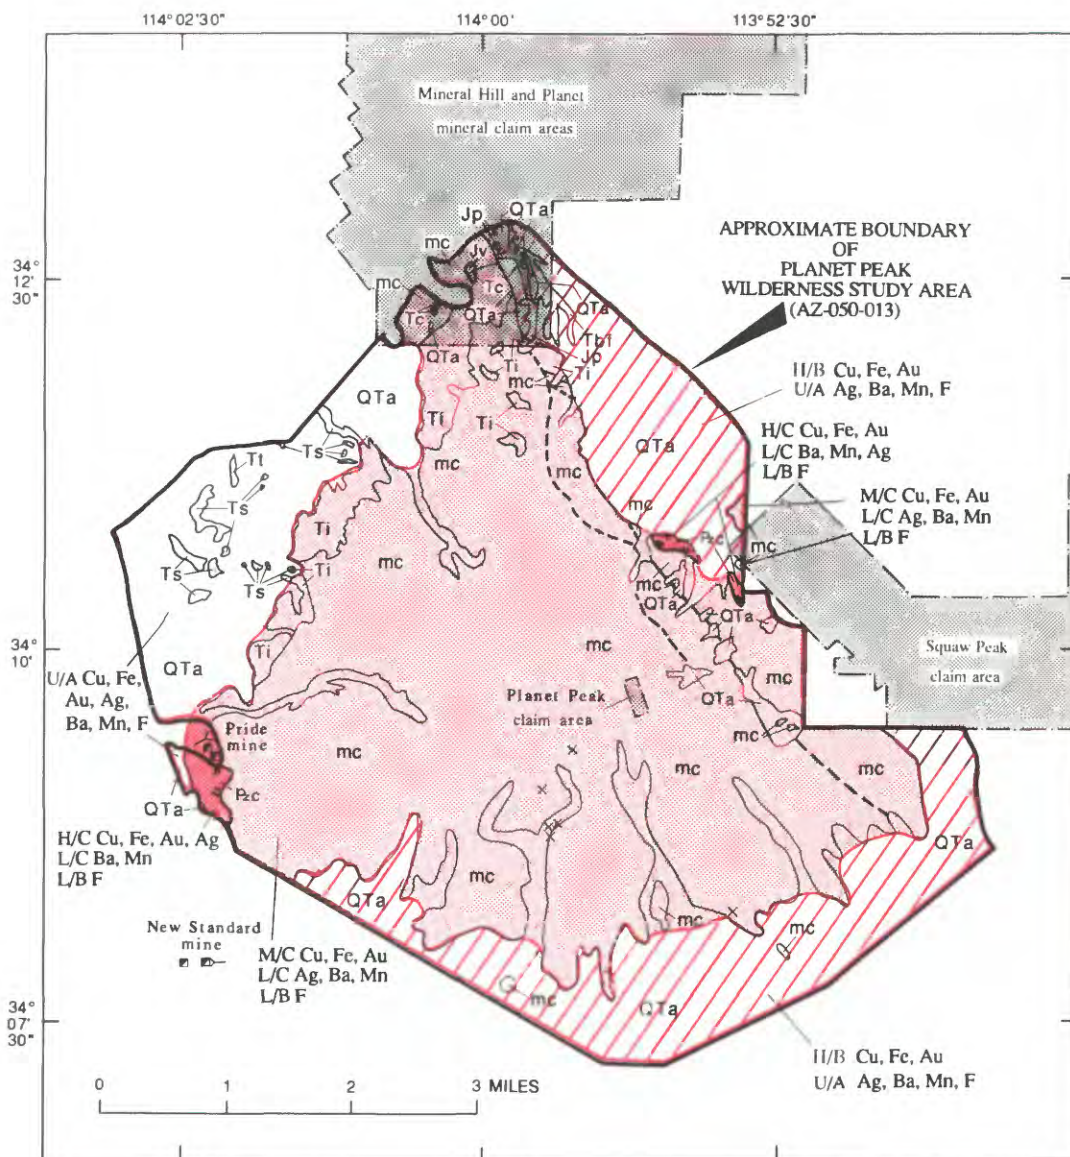 114°02'30"
114°00'
113°52'30"
Mineral Hill and Planet
mineral claim areas
Jp
QTa
APPROXIMATE BOUNDARY
OF
PLANET PEAK
WILDERNESS STUDY AREA
(AZ-050-013)
mc
Jv
34°
12'
30"
mc
Tc
QTa
Tc
QTa
Tbf
QTa
Jp
Ti
mc
Ti
H/B Cu, Fe, Au
U/A Ag, Ba, Mn, F
QTa
Ti
Ti
QTa
H/C Cu, Fe, Au
L/C Ba, Mn, Ag
L/B F
Ts
Tt
mc
mc
Ts
mc
M/C Cu, Fe, Au
L/C Ag, Ba, Mn
L/B F
Ti
mc
Pzc
mc
Ts
Ts
Ti
mc
QTa
QTa
34°
10'
Ti
mc
mc
Squaw Peak
claim area
QTa
U/A Cu, Fe,
Au, Ag,
Ba, Mn, F
Planet Peak
claim area
QTa
Pride
mine
mc
mc
mc
mc
QTa
Pzc
H/C Cu, Fe, Au, Ag
L/C Ba, Mn
L/B F
QTa
QTa
mc
mc
mc
New Standard
mine
M/C Cu, Fe, Au
L/C Ag, Ba, Mn
L/B F
mc
QTa
34°
07'
30"
H/B Cu, Fe, Au
U/A Ag, Ba, Mn, F
0 1 2 3 MILES